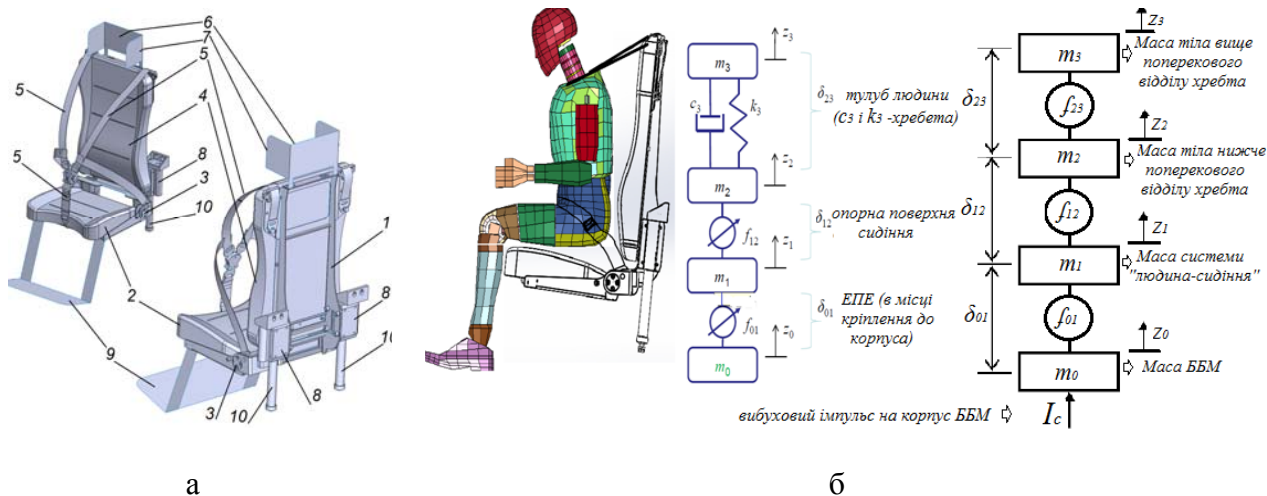 6
7
5
5
4
5
8
3
10
2
9
1
8
10
8
3
10
z3
m3
c3
k3
δ23
тулуб людини
(c3 і k3 -хребета)
z2
m2
f12
δ12
опорна поверхня
сидіння
z1
m1
f01
δ01
ЕПЕ (в місці
кріплення до
корпуса)
z0
m0
Z3
m3
Маса тіла вище
поперекового
відділу хребта
δ23
f23
Z2
m2
Маса тіла нижче
поперекового
відділу хребта
δ12
f12
Z1
m1
Маса системи
"людина-сидіння"
δ01
f01
Z0
m0
Маса ББМ
вибуховий імпульс на корпус ББМ
Ic
а
б